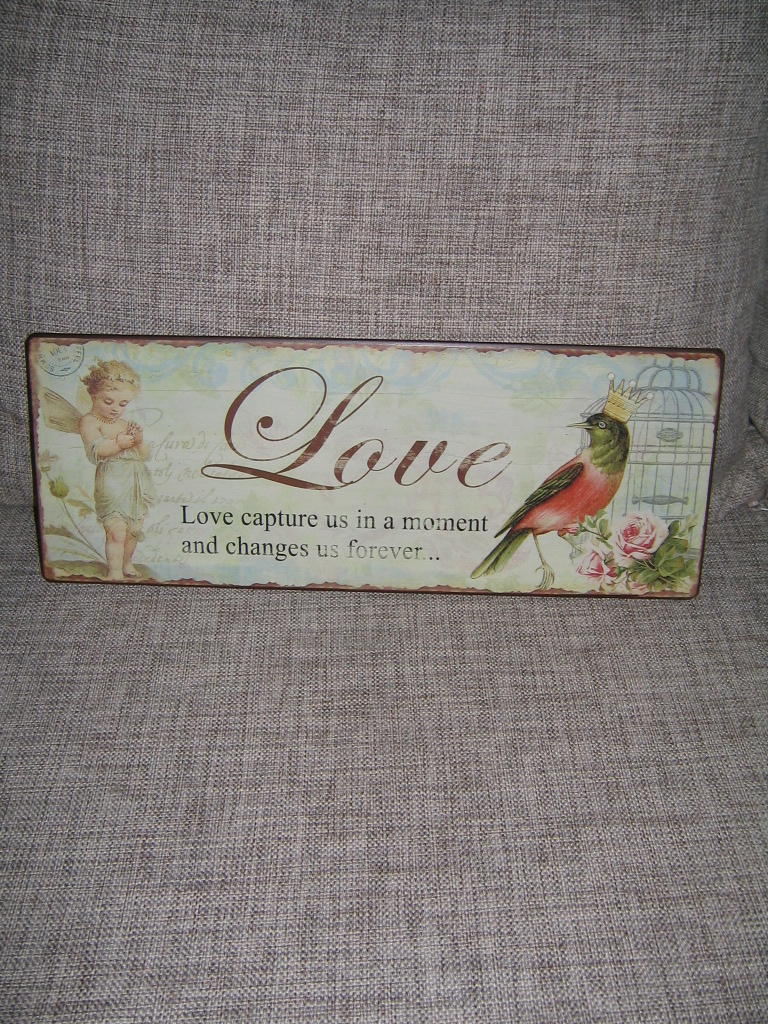 Love
Love capture us in a moment
and changes us forever...